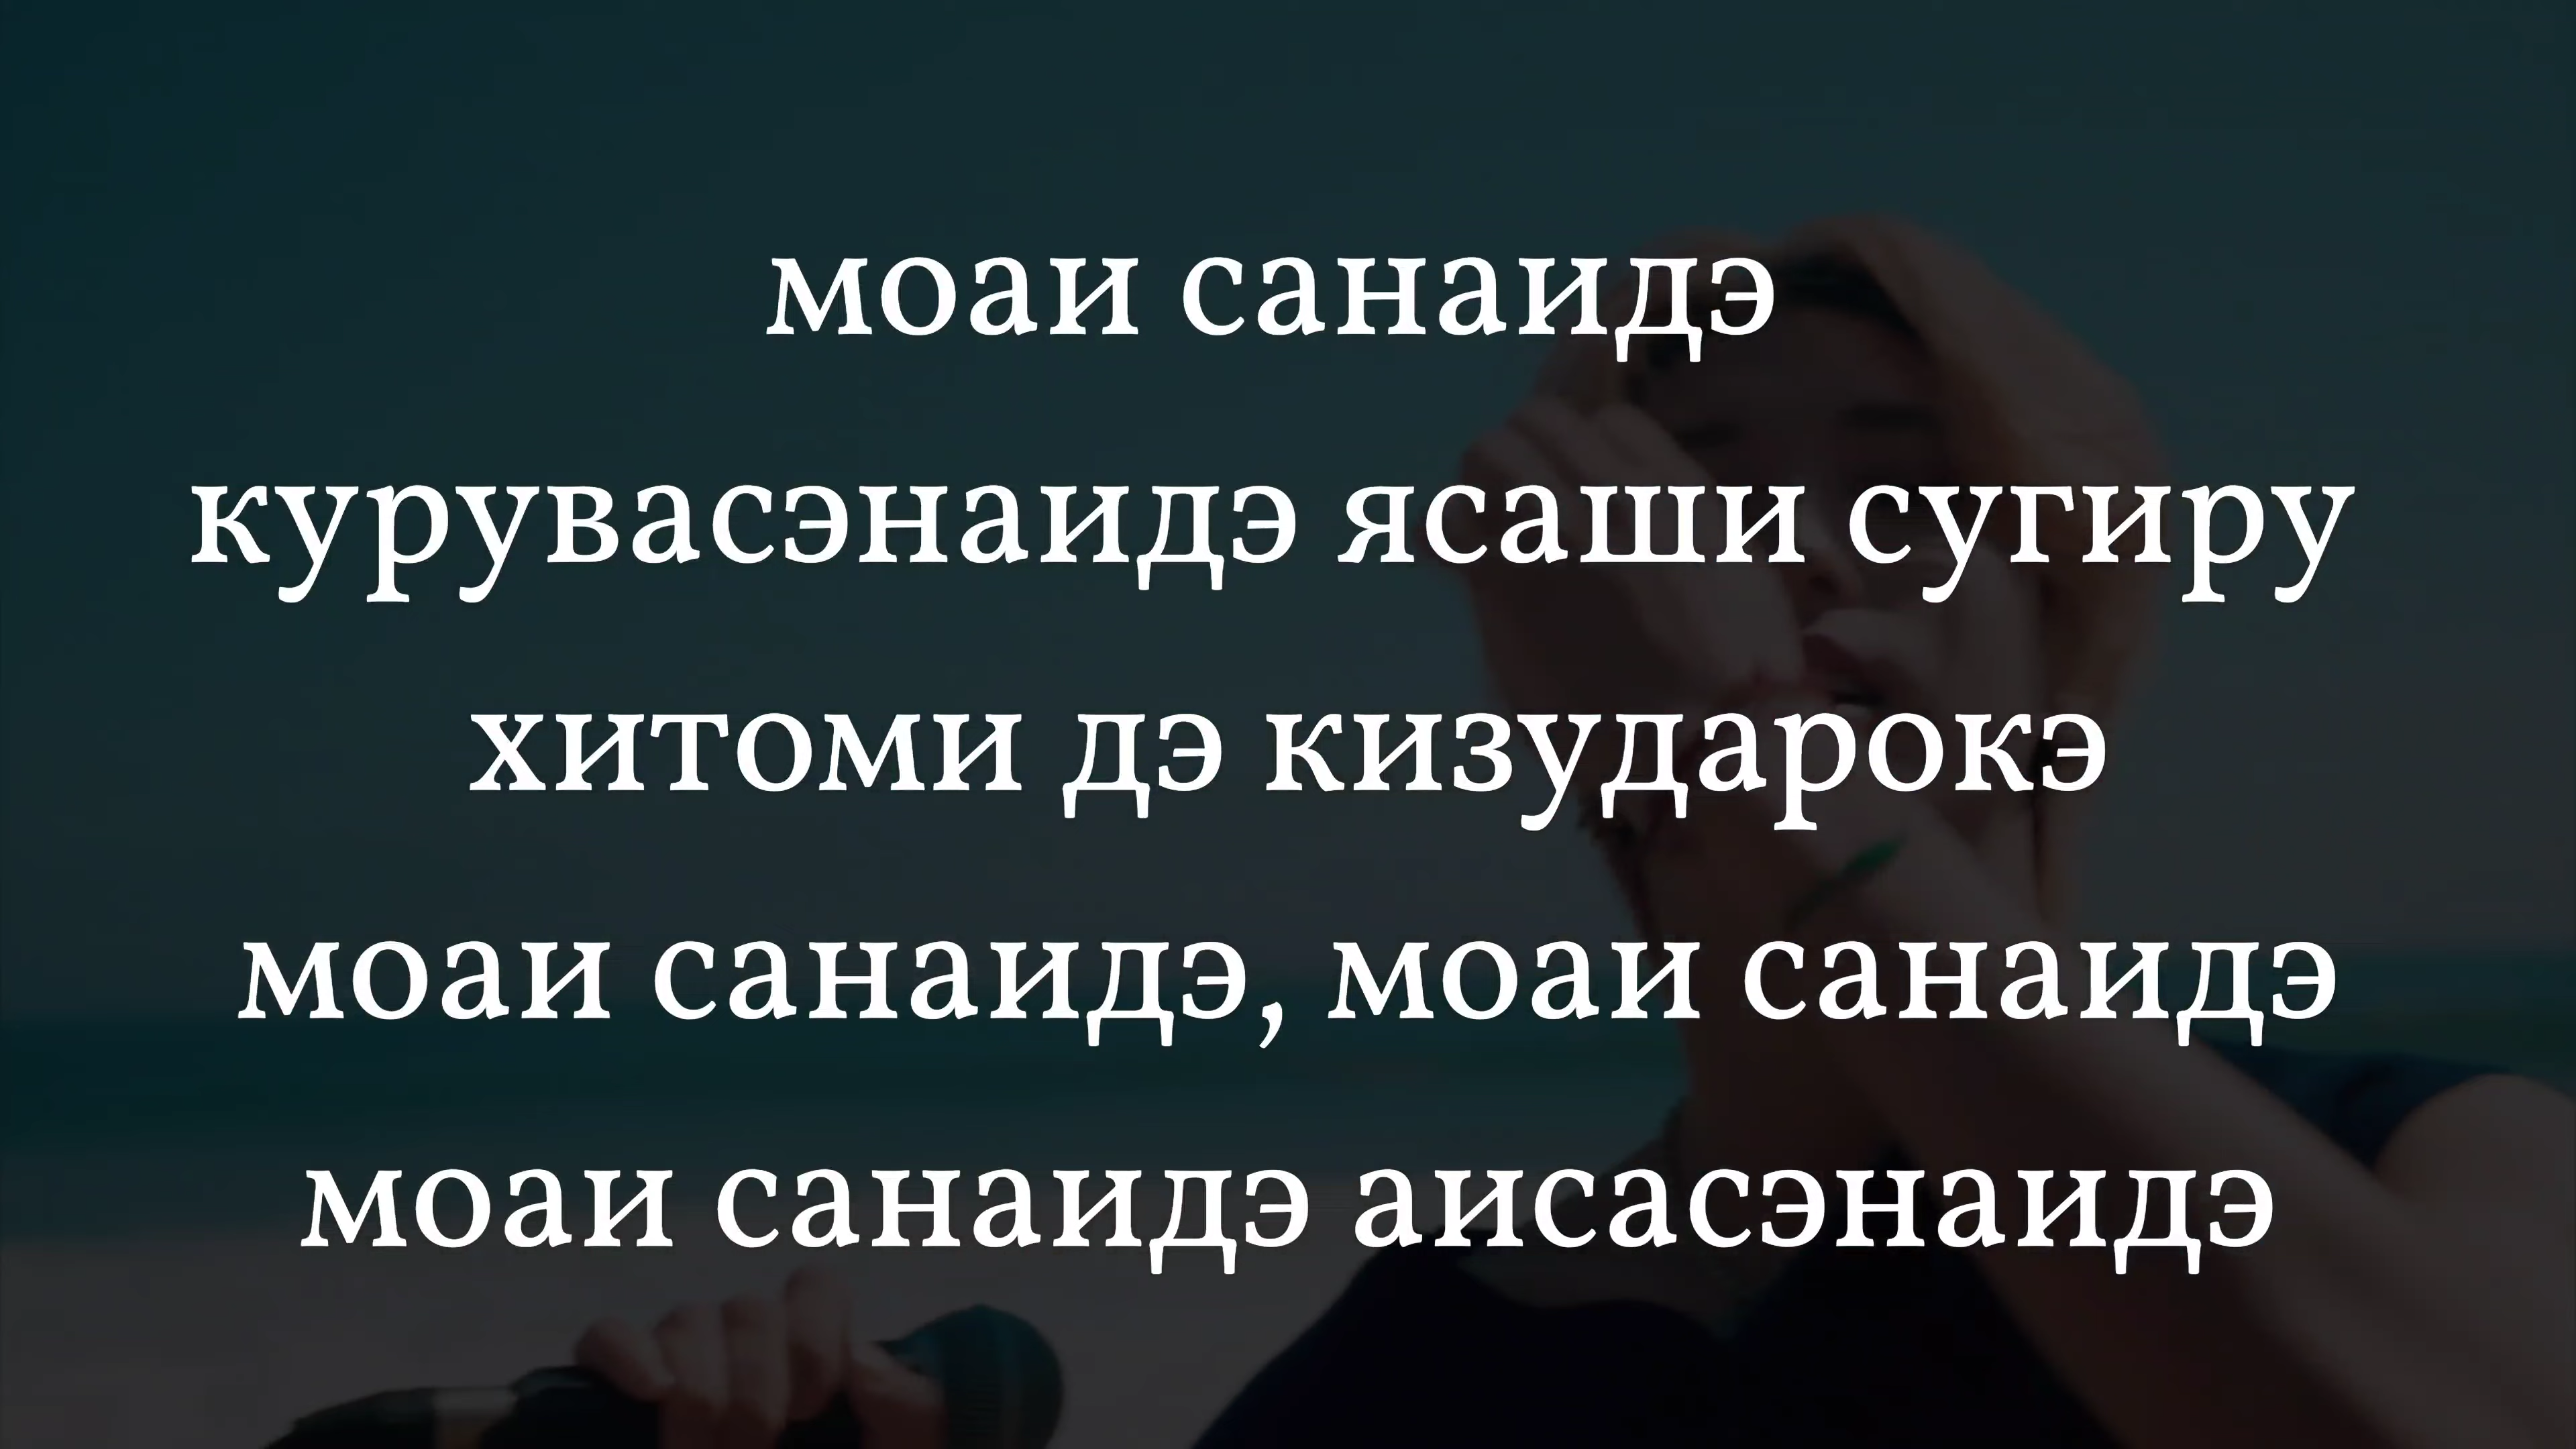 моаи санаидэ
курувасэнаидэ ясаши сугиру
хитоми дэ кизударокэ
моаи санаидэ, моаи санаидэ
моаи санаидэ аисасэнаидэ